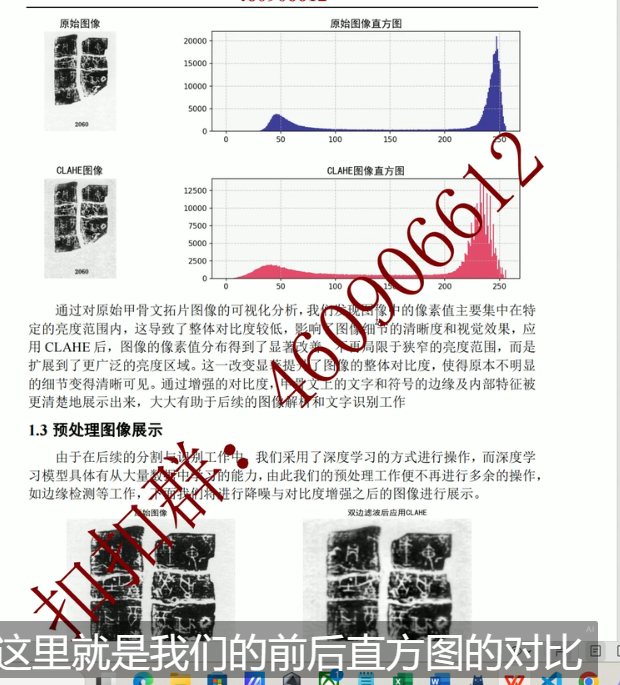 460906612
原始图像
原始图像直方图
20000
15000
10000
5000
0
0 50 100 150 200 250
2060
CLAHE图像
CLAHE图像直方图
12500
10000
7500
5000
2500
0
0 50 100 150 200 250
2060
通过对原始甲骨文拓片图像的可视化分析，我们发现图像中的像素值主要集中在特
定的亮度范围内，这导致了整体对比度较低，影响了图像细节的清晰度和视觉效果，应
用 CLAHE 后，图像的像素值分布得到了显著改善，不再局限于狭窄的亮度范围，而是
扩展到了更广泛的亮度区域。这一改变显著提升了图像的整体对比度，使得原本不明显
的细节变得清晰可见。通过增强的对比度，甲骨文上的文字和符号的边缘及内部特征被
更清楚地展示出来，大大有助于后续的图像解析和文字识别工作
1.3 预处理图像展示
由于在后续的分割与识别工作中，我们采用了深度学习的方式进行操作，而深度学
习模型具体有从大量数据中学习的能力，由此我们的预处理工作便不再进行多余的操作，
如边缘检测等工作，下面我们将进行降噪与对比度增强之后的图像进行展示。
原始图像
双边滤波后应用CLAHE
扣扣群：460906612
这里就是我们的前后直方图的对比
AI